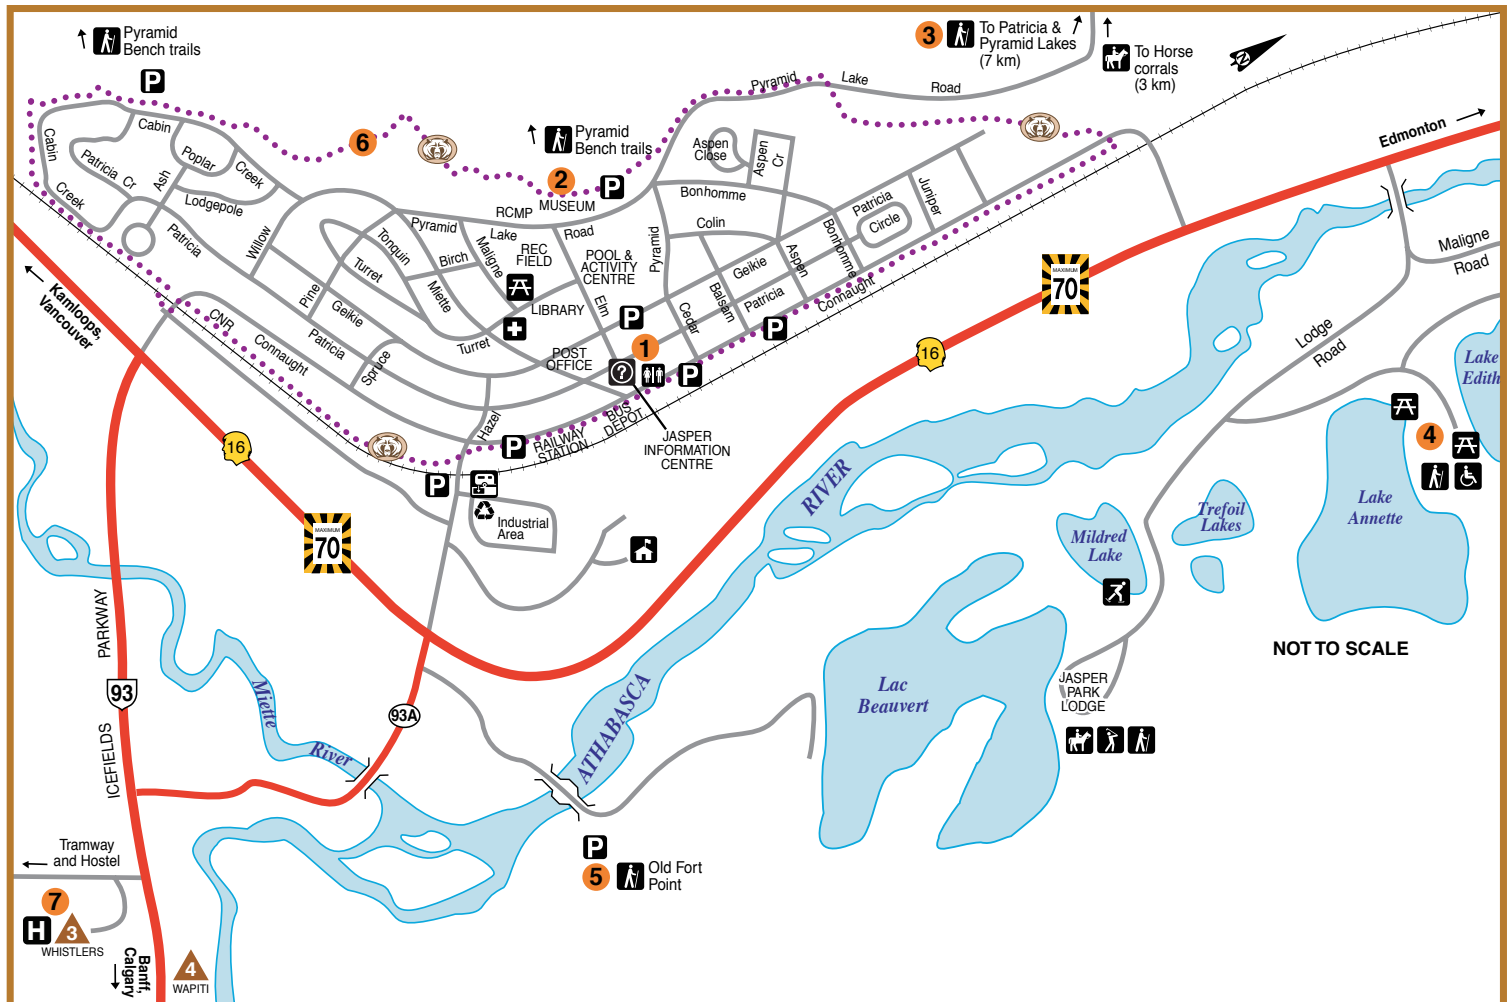 Pyramid
Bench trails
P
3
To Patricia &
Pyramid Lakes
(7 km)
To Horse
corrals
(3 km)
N
Edmonton
Pyramid
Lake
Road
6
Pyramid
Bench trails
2
MUSEUM
P
RCMP
Cabin
Creek
Cabin
Creek
Patricia Cr
Poplar
Ash
Lodgepole
Patricia
Willow
Pyramid
Lake
Road
Tonquin
Turret
Birch
Maligne
Miette
REC
FIELD
POOL &
ACTIVITY
CENTRE
LIBRARY
Elm
Pyramid
Aspen
Close
Aspen
Cr
Bonhomme
Colin
Geikie
Aspen
Bonhomme
Patricia
Circle
Juniper
Balsam
Patricia
Connaught
Cedar
P
P
Pine
Geikie
Patricia
Spruce
CNR
Connaught
Turret
POST
OFFICE
1
?
P
Hazel
BUS
DEPOT
RAILWAY
STATION
P
P
JASPER
INFORMATION
CENTRE
Industrial
Area
Kamloops,
Vancouver
16
MAXIMUM
70
MAXIMUM
70
16
Maligne
Road
Lodge
Road
Lake
Edith
4
Lake
Annette
Trefoil
Lakes
Mildred
Lake
RIVER
ATHABASCA
Lac
Beauvert
JASPER
PARK
LODGE
NOT TO SCALE
PARKWAY
93
ICEFIELDS
93A
Miette
River
Tramway
and Hostel
7
H
3
WHISTLERS
Banff,
Calgary
4
WAPITI
P
5
Old Fort
Point